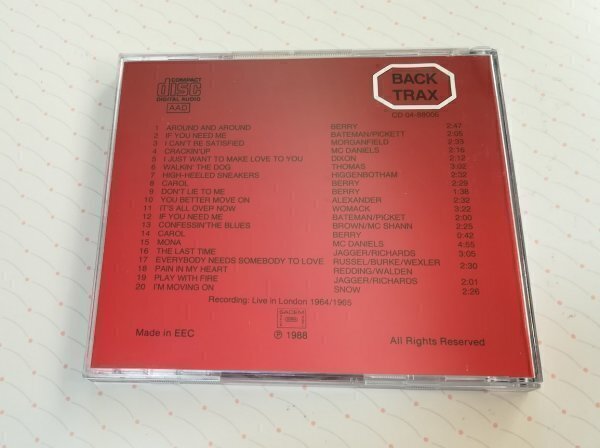 COMPACT
disc
DIGITAL AUDIO
AAD
BACK
TRAX
CD 04-88006
1 AROUND AND AROUND BERRY 2:47
2 IF YOU NEED ME BATEMAN/PICKETT 2:05
3 I CAN'T BE SATISFIED MORGANFIELD 2:33
4 CRACKIN'UP MC DANIELS 2:16
5 I JUST WANT TO MAKE LOVE TO YOU DIXON 2:12
6 WALKIN' THE DOG THOMAS 3:02
7 HIGH-HEELED SNEAKERS HIGGENBOTHAM 2:32
8 CAROL BERRY 2:29
9 DON'T LIE TO ME BERRY 1:38
10 YOU BETTER MOVE ON ALEXANDER 2:32
11 IT'S ALL OVER NOW WOMACK 3:22
12 IF YOU NEED ME BATEMAN/PICKET 2:00
13 CONFESSIN'THE BLUES BROWN/MC SHANN 2:25
14 CAROL BERRY 0:42
15 MONA MC DANIELS 4:55
16 THE LAST TIME JAGGER/RICHARDS 3:05
17 EVERYBODY NEEDS SOMEBODY TO LOVE RUSSEL/BURKE/WEXLER
18 PAIN IN MY HEART REDDING/WALDEN 2:30
19 PLAY WITH FIRE JAGGER/RICHARDS 2:01
20 I'M MOVING ON SNOW 2:26
Recording: Live in London 1964/1965
SACEM
Made in EEC
℗ 1988
All Rights Reserved